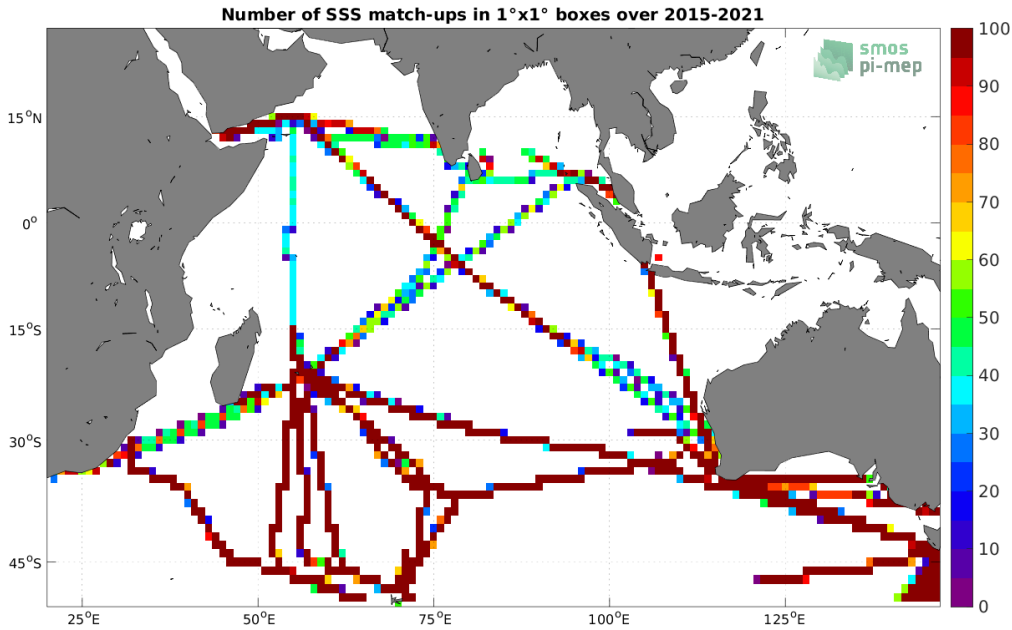 Number of SSS match-ups in 1°x1° boxes over 2015-2021
smos
pi-mep
100
90
80
70
60
50
40
30
20
10
0
15°N
0°
15°S
30°S
45°S
25°E
50°E
75°E
100°E
125°E